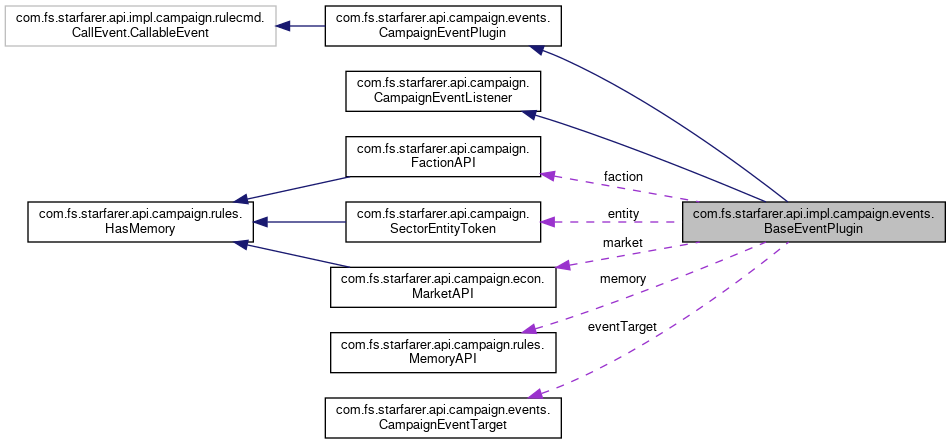 com.fs.starfarer.api.impl.campaign.rulecmd.
CallEvent.CallableEvent
com.fs.starfarer.api.campaign.events.
CampaignEventPlugin
com.fs.starfarer.api.campaign.
CampaignEventListener
com.fs.starfarer.api.campaign.
FactionAPI
com.fs.starfarer.api.campaign.rules.
HasMemory
com.fs.starfarer.api.campaign.
SectorEntityToken
com.fs.starfarer.api.campaign.econ.
MarketAPI
com.fs.starfarer.api.campaign.rules.
MemoryAPI
com.fs.starfarer.api.campaign.events.
CampaignEventTarget
faction
entity
market
memory
eventTarget
com.fs.starfarer.api.impl.campaign.events.
BaseEventPlugin